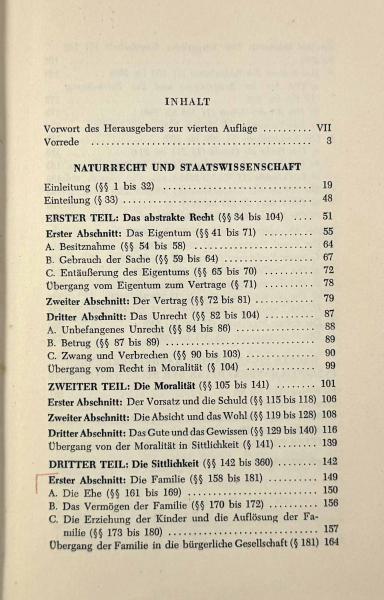 INHALT
Vorwort des Herausgebers zur vierten Auflage .......... VII
Vorrede ........................................ 3
NATURRECHT UND STAATSWISSENSCHAFT
Einleitung (§§ 1 bis 32) .............................. 19
Einteilung (§ 33) .................................... 48
ERSTER TEIL: Das abstrakte Recht (§§ 34 bis 104) .... 51
Erster Abschnitt: Das Eigentum (§§ 41 bis 71) ........ 55
A. Besitznahme (§§ 54 bis 58) ...................... 64
B. Gebrauch der Sache (§§ 59 bis 64) ............... 67
C. Entäußerung des Eigentums (§§ 65 bis 70) ........ 72
Übergang vom Eigentum zum Vertrage (§ 71) ......... 78
Zweiter Abschnitt: Der Vertrag (§§ 72 bis 81) ......... 79
Dritter Abschnitt: Das Unrecht (§§ 82 bis 104) ........ 87
A. Unbefangenes Unrecht (§§ 84 bis 86) ............. 88
B. Betrug (§§ 87 bis 89) ............................ 89
C. Zwang und Verbrechen (§§ 90 bis 103) ........... 90
Übergang vom Recht in Moralität (§ 104) ............ 99
ZWEITER TEIL: Die Moralität (§§ 105 bis 141) ........ 101
Erster Abschnitt: Der Vorsatz und die Schuld (§§ 115 bis 118) 106
Zweiter Abschnitt: Die Absicht und das Wohl (§§ 119 bis 128) 108
Dritter Abschnitt: Das Gute und das Gewissen (§§ 129 bis 140) 116
Übergang von der Moralität in Sittlichkeit (§ 141) ........ 139
DRITTER TEIL: Die Sittlichkeit (§§ 142 bis 360) ....... 142
Erster Abschnitt: Die Familie (§§ 158 bis 181) ......... 149
A. Die Ehe (§§ 161 bis 169) ........................ 150
B. Das Vermögen der Familie (§§ 170 bis 172) ....... 156
C. Die Erziehung der Kinder und die Auflösung der Fa-
milie (§§ 173 bis 180) ........................... 157
Übergang der Familie in die bürgerliche Gesellschaft (§ 181) 164